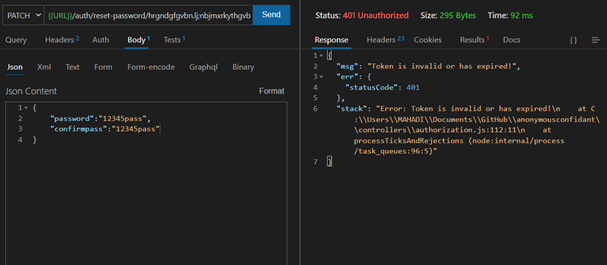 PATCH {{URL}}/auth/reset-password/hrgndgfgvbn.lj;nbjmxrkythgvb Send
Query Headers 2 Auth Body 1 Tests 1
Json Xml Text Form Form-encode Graphql Binary
Json Content Format
1 {
2 "password":"12345pass",
3 "confirmpass":"12345pass"
4 }
Status: 401 Unauthorized Size: 295 Bytes Time: 92 ms
Response Headers 23 Cookies Results 1 Docs { }
1 {
2 "msg": "Token is invalid or has expired!",
3 "err": {
4 "statusCode": 401
5 },
6 "stack": "Error: Token is invalid or has expired!\n    at C
:\\Users\\MAHADI\\Documents\\GitHub\\anonymousconfidant\
\controllers\\authorization.js:112:11\n    at
processTicksAndRejections (node:internal/process
/task_queues:96:5)"
7 }